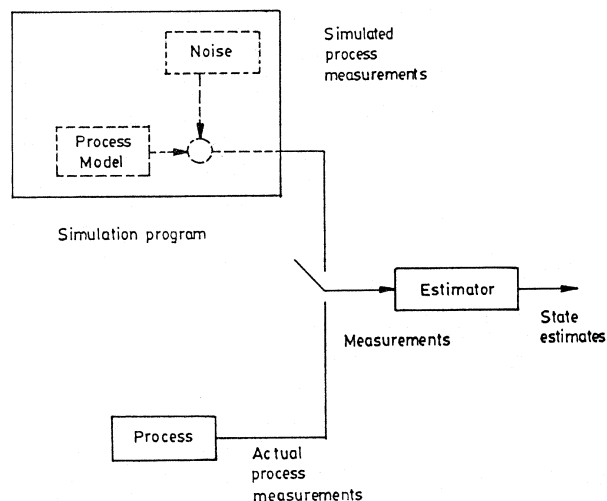 Noise
Simulated
process
measurements
Process
Model
Simulation program
Estimator
State
estimates
Measurements
Process
Actual
process
measurements